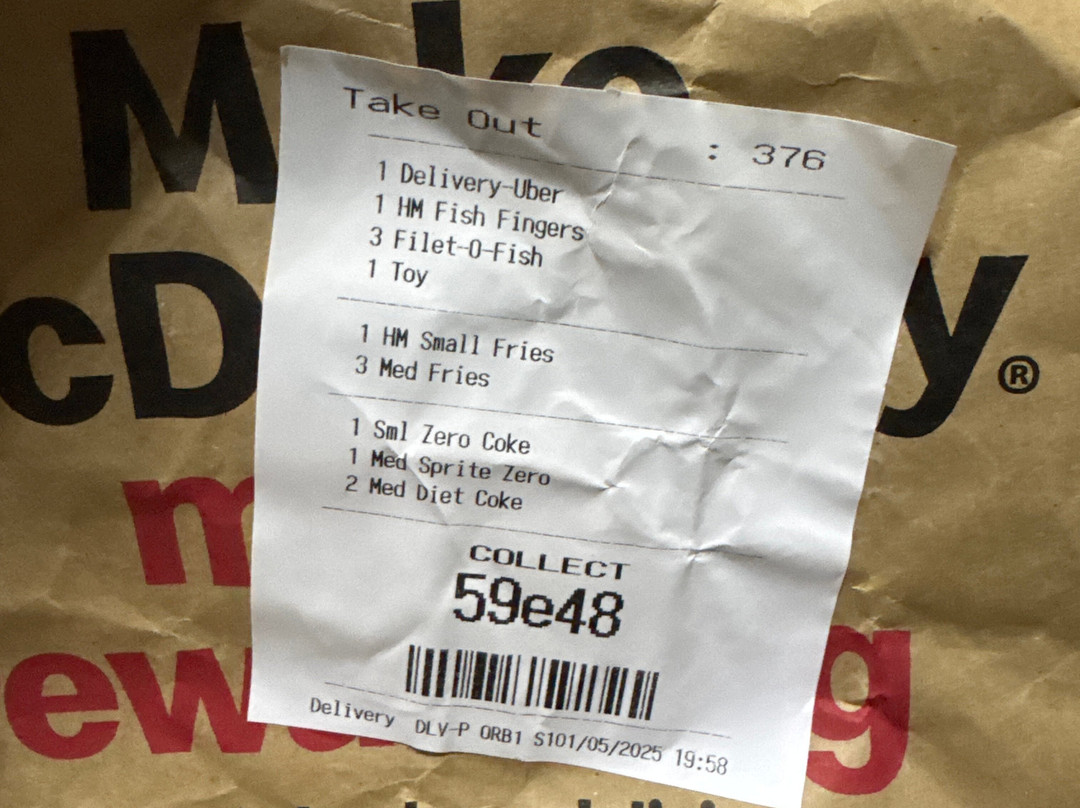 Take Out : 376
1 Delivery-Uber
1 HM Fish Fingers
3 Filet-O-Fish
1 Toy
1 HM Small Fries
3 Med Fries
1 Sml Zero Coke
1 Med Sprite Zero
2 Med Diet Coke
COLLECT
59e48
Delivery DLV-P ORB1 S101/05/2025 19:58
y®